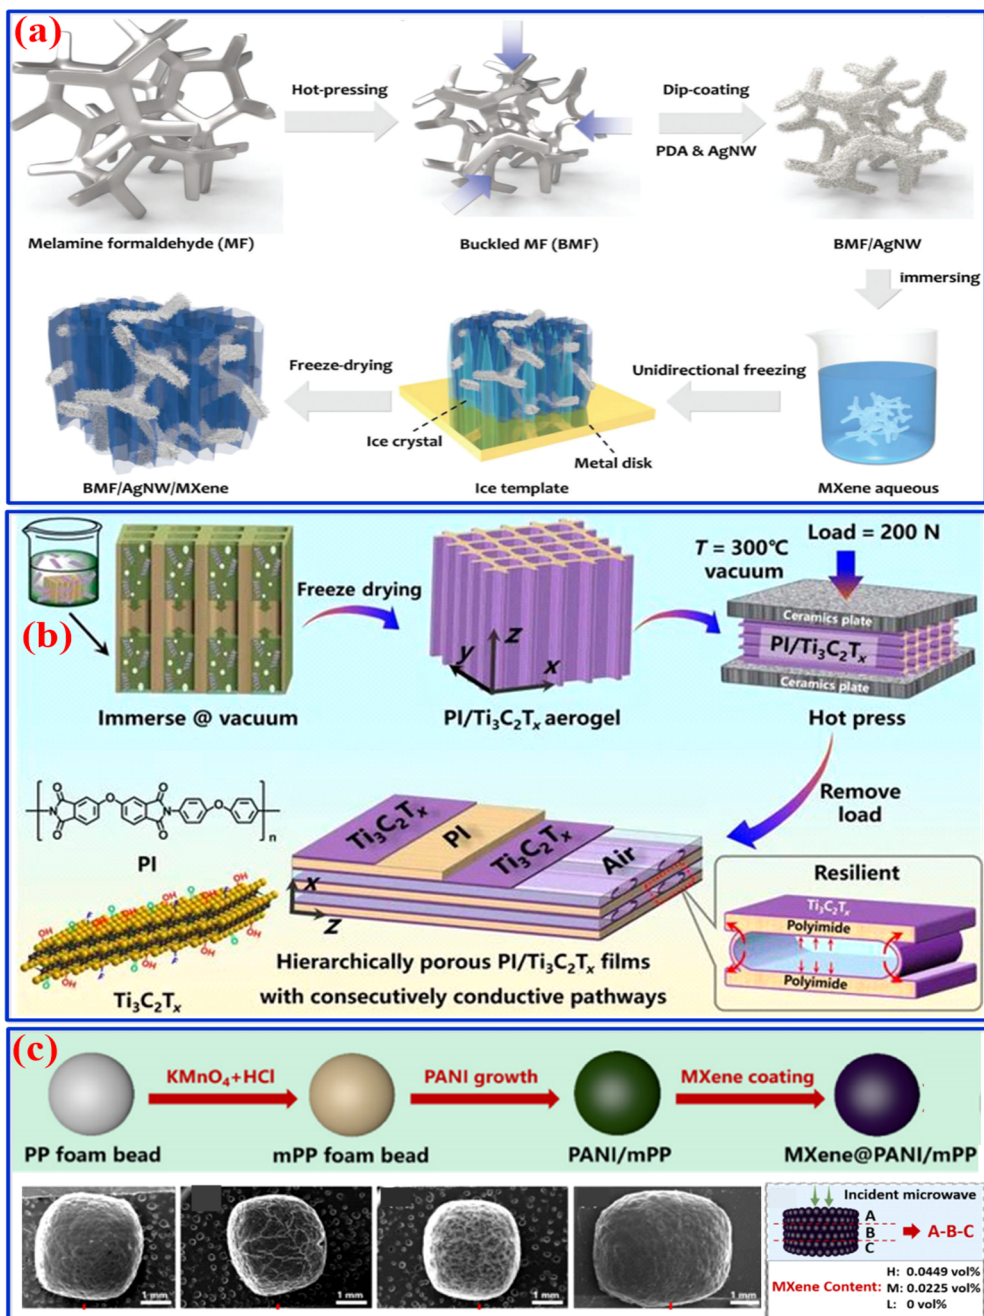 (a)
Hot-pressing
Dip-coating
PDA & AgNW
Melamine formaldehyde (MF)
Buckled MF (BMF)
BMF/AgNW
immersing
Freeze-drying
Unidirectional freezing
Ice crystal
Metal disk
BMF/AgNW/MXene
Ice template
MXene aqueous
(b)
Freeze drying
T = 300℃
vacuum
Load = 200 N
Ceramics plate
PI/Ti₃C₂Tₓ
Ceramics plate
z
y
x
Immerse @ vacuum
PI/Ti₃C₂Tₓ aerogel
Hot press
Remove
load
O
O
O
N
N
O
O
O
n
PI
Ti₃C₂Tₓ
PI
Ti₃C₂Tₓ
Air
x
z
Resilient
Ti₃C₂Tₓ
Polyimide
Polyimide
OH
O
F
OH
OH
OH
Ti₃C₂Tₓ
Hierarchically porous PI/Ti₃C₂Tₓ films
with consecutively conductive pathways
(c)
KMnO₄+HCl
PANI growth
MXene coating
PP foam bead
mPP foam bead
PANI/mPP
MXene@PANI/mPP
1 mm
1 mm
1 mm
1 mm
Incident microwave
A
B
C
A-B-C
MXene Content:
H: 0.0449 vol%
M: 0.0225 vol%
L: 0 vol%